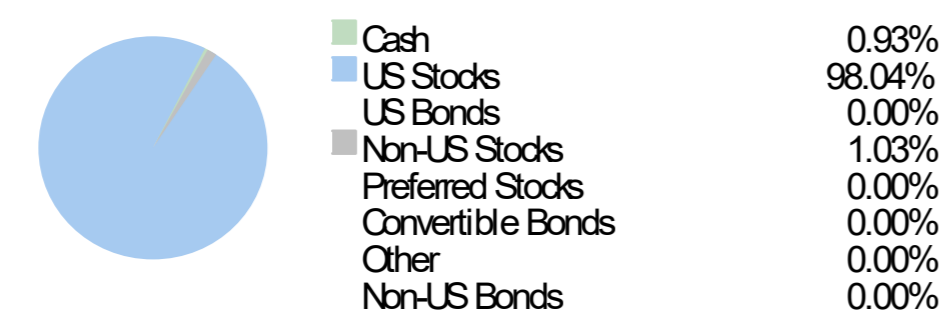 Cash 0.93%
US Stocks 98.04%
US Bonds 0.00%
Non-US Stocks 1.03%
Preferred Stocks 0.00%
Convertible Bonds 0.00%
Other 0.00%
Non-US Bonds 0.00%